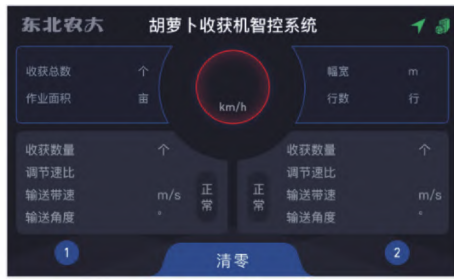 东北农大 胡萝卜收获机智控系统
收获总数 个 幅宽 m
作业面积 亩 km/h 行数 行
收获数量 个 收获数量 个
调节速比 调节速比
输送带速 m/s 正常 正常 输送带速 m/s
输送角度 ° 输送角度 °
1 清零 2